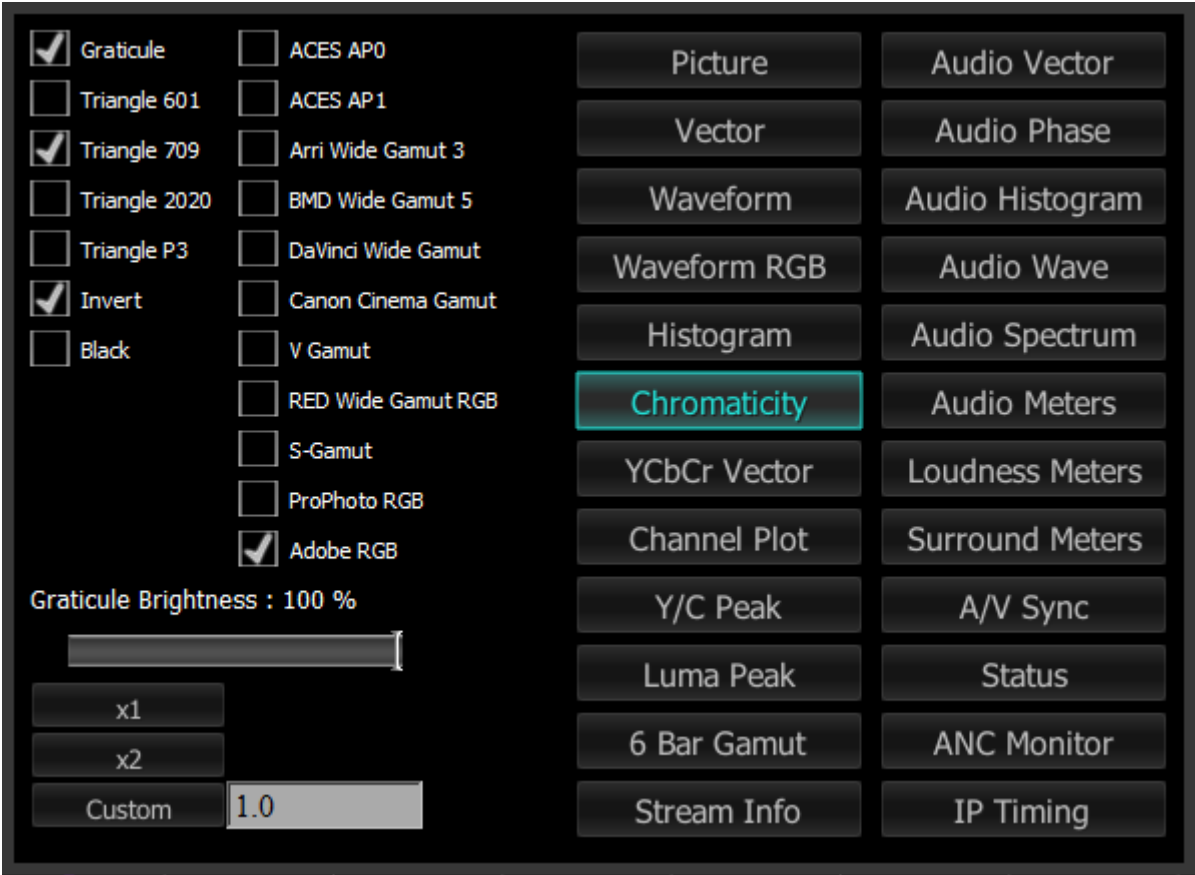 Graticule
Triangle 601
Triangle 709
Triangle 2020
Triangle P3
Invert
Black
ACES AP0
ACES AP1
Arri Wide Gamut 3
BMD Wide Gamut 5
DaVinci Wide Gamut
Canon Cinema Gamut
V Gamut
RED Wide Gamut RGB
S-Gamut
ProPhoto RGB
Adobe RGB
Graticule Brightness : 100 %
x1
x2
Custom
1.0
Picture
Vector
Waveform
Waveform RGB
Histogram
Chromaticity
YCbCr Vector
Channel Plot
Y/C Peak
Luma Peak
6 Bar Gamut
Stream Info
Audio Vector
Audio Phase
Audio Histogram
Audio Wave
Audio Spectrum
Audio Meters
Loudness Meters
Surround Meters
A/V Sync
Status
ANC Monitor
IP Timing